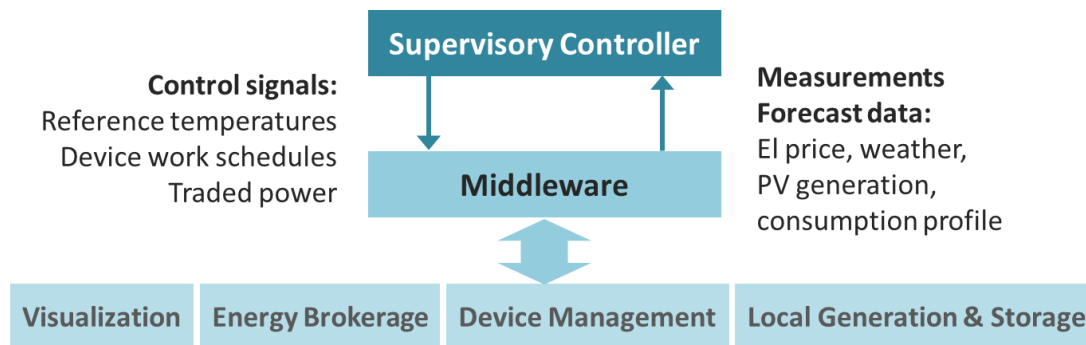 Supervisory Controller
Control signals:
Reference temperatures
Device work schedules
Traded power
Measurements
Forecast data:
El price, weather,
PV generation,
consumption profile
Middleware
Visualization
Energy Brokerage
Device Management
Local Generation & Storage